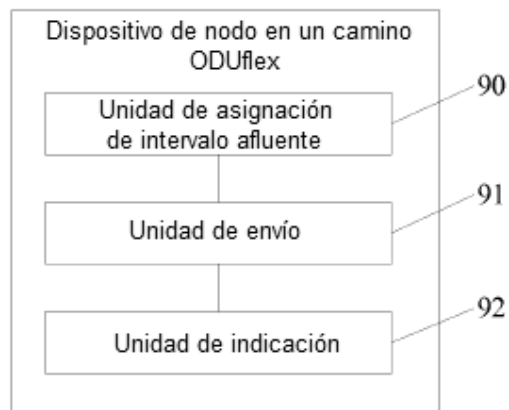 Dispositivo de nodo en un camino
ODUflex
90
Unidad de asignación
de intervalo afluente
91
Unidad de envío
92
Unidad de indicación